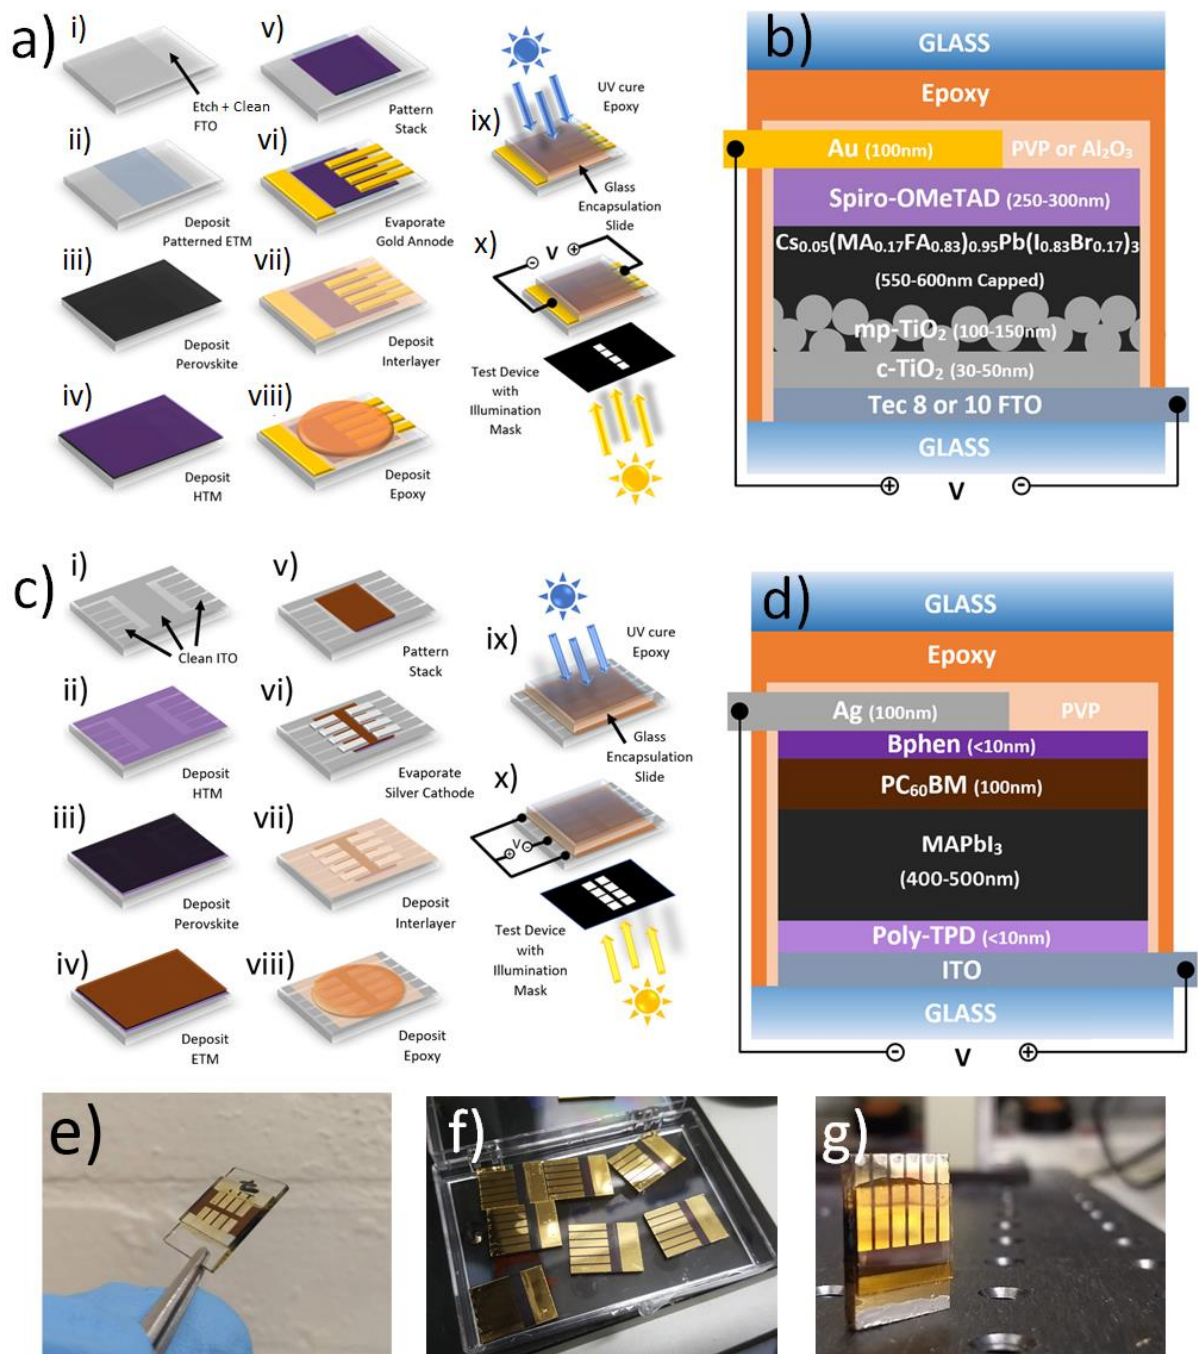 a)
i)
Etch + Clean
FTO
ii)
Deposit
Patterned ETM
iii)
Deposit
Perovskite
iv)
Deposit
HTM
v)
Pattern
Stack
vi)
Evaporate
Gold Annode
vii)
Deposit
Interlayer
viii)
Deposit
Epoxy
ix)
UV cure
Epoxy
Glass
Encapsulation
Slide
x)
⊖ V ⊕
Test Device
with
Illumination
Mask
b)
GLASS
Epoxy
Au (100nm)
PVP or Al₂O₃
Spiro-OMeTAD (250-300nm)
Cs₀.₀₅(MA₀.₁₇FA₀.₈₃)₀.₉₅Pb(I₀.₈₃Br₀.₁₇)₃
(550-600nm Capped)
mp-TiO₂ (100-150nm)
c-TiO₂ (30-50nm)
Tec 8 or 10 FTO
GLASS
⊕ V ⊖
c)
i)
Clean ITO
ii)
Deposit
HTM
iii)
Deposit
Perovskite
iv)
Deposit
ETM
v)
Pattern
Stack
vi)
Evaporate
Silver Cathode
vii)
Deposit
Interlayer
viii)
Deposit
Epoxy
ix)
UV cure
Epoxy
Glass
Encapsulation
Slide
x)
⊕ V ⊖
Test Device
with
Illumination
Mask
d)
GLASS
Epoxy
Ag (100nm)
PVP
Bphen (<10nm)
PC₆₀BM (100nm)
MAPbI₃
(400-500nm)
Poly-TPD (<10nm)
ITO
GLASS
⊖ V ⊕
e)
f)
g)